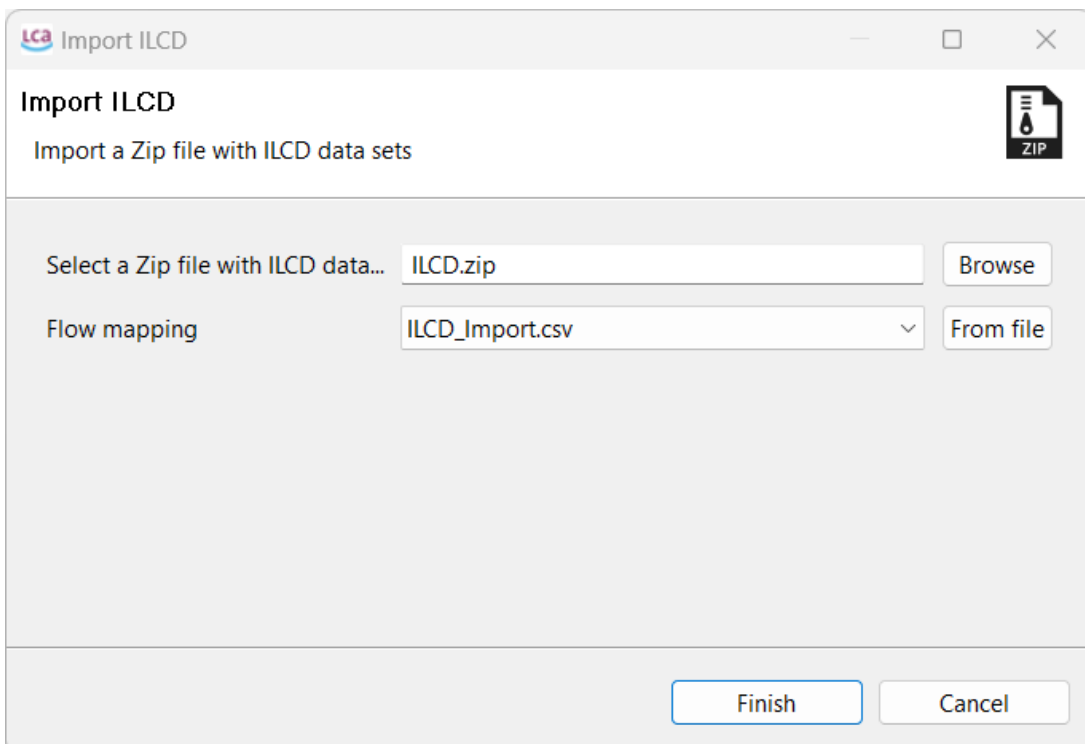 LCa Import ILCD
Import ILCD
Import a Zip file with ILCD data sets
ZIP
Select a Zip file with ILCD data... ILCD.zip Browse
Flow mapping ILCD_Import.csv From file
Finish Cancel